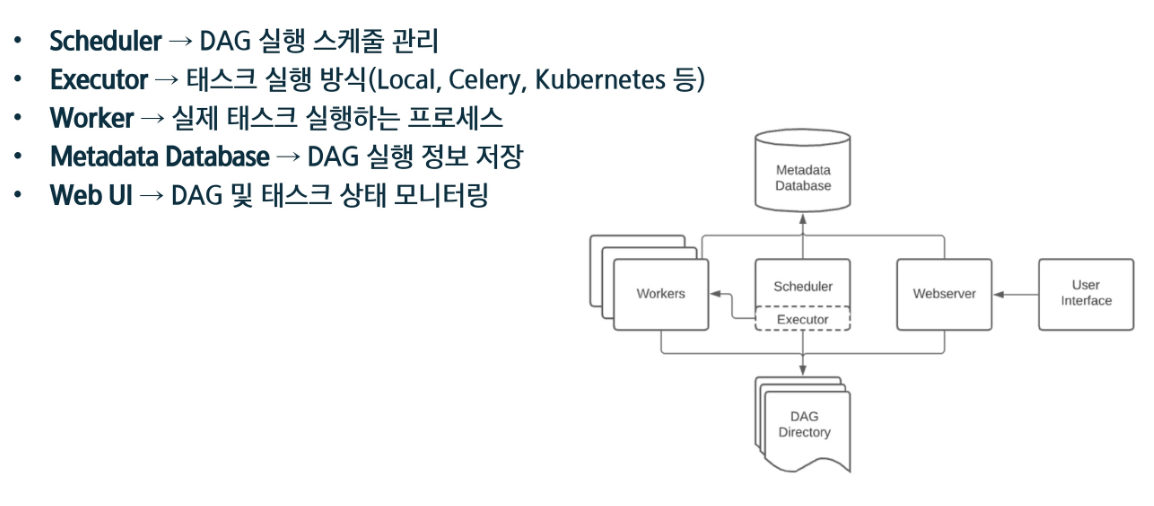 • Scheduler → DAG 실행 스케줄 관리
• Executor → 태스크 실행 방식(Local, Celery, Kubernetes 등)
• Worker → 실제 태스크 실행하는 프로세스
• Metadata Database → DAG 실행 정보 저장
• Web UI → DAG 및 태스크 상태 모니터링
Metadata
Database
Workers
Scheduler
Executor
Webserver
User
Interface
DAG
Directory